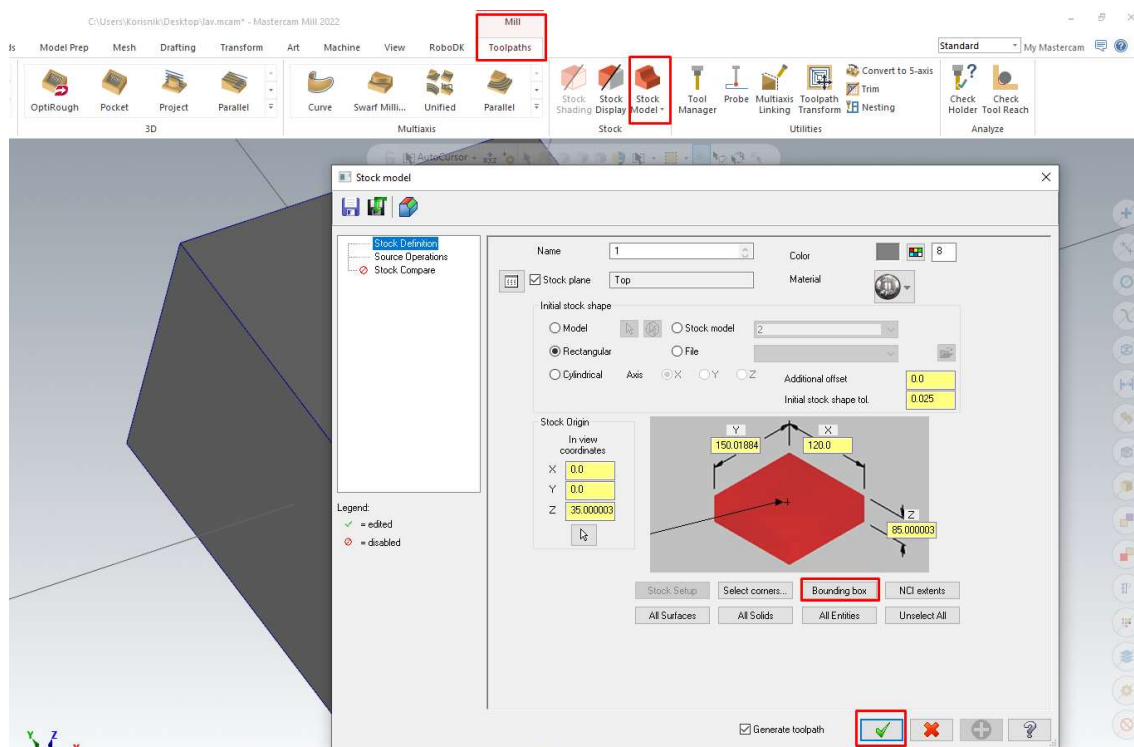 C:\Users\Korisnik\Desktop\lav.mcam* - Mastercam Mill 2022
Mill
ls Model Prep Mesh Drafting Transform Art Machine View RoboDK Toolpaths
Standard My Mastercam
OptiRough Pocket Project Parallel
Curve Swarf Milli... Unified Parallel
Stock Shading Stock Display Stock Model
Tool Manager Probe Multiaxis Linking Toolpath Transform
Convert to 5-axis
Trim
Nesting
Check Holder Check Tool Reach
3D Multiaxis Stock Utilities Analyze
AutoCursor
Stock model
Stock Definition
Source Operations
Stock Compare
Legend:
= edited
= disabled
Name 1 Color 8
Stock plane Top Material
Initial stock shape
Model Stock model 2
Rectangular File
Cylindrical Axis X Y Z Additional offset 0.0
Initial stock shape tol. 0.025
Stock Origin
In view
coordinates
X 0.0
Y 0.0
Z 35.000003
Y X
150.01884 120.0
Z
85.000003
Stock Setup Select corners... Bounding box NCI extents
All Surfaces All Solids All Entities Unselect All
Generate toolpath
Y Z X